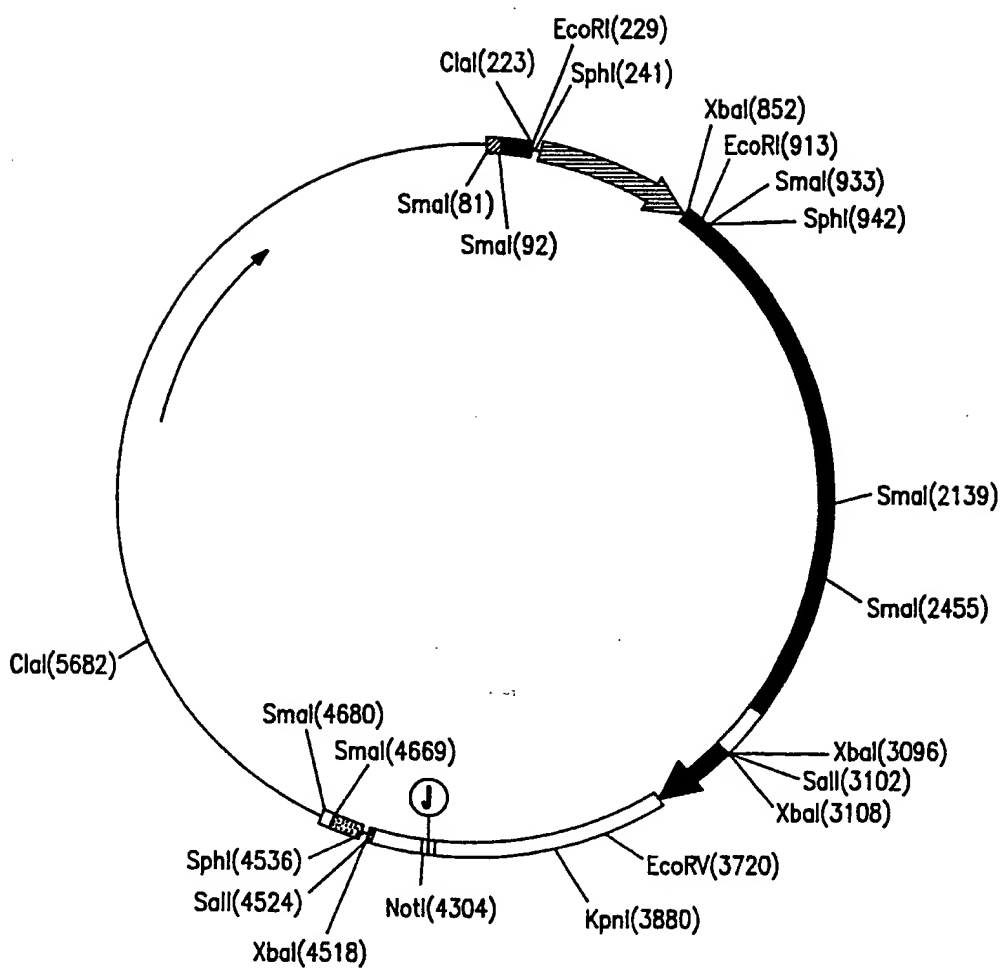 EcoRI(229)
ClaI(223)
SphI(241)
XbaI(852)
EcoRI(913)
SmaI(933)
SphI(942)
SmaI(81)
SmaI(92)
SmaI(2139)
SmaI(2455)
ClaI(5682)
SmaI(4680)
SmaI(4669)
XbaI(3096)
SalI(3102)
XbaI(3108)
J
SphI(4536)
EcoRV(3720)
SalI(4524)
NotI(4304)
KpnI(3880)
XbaI(4518)